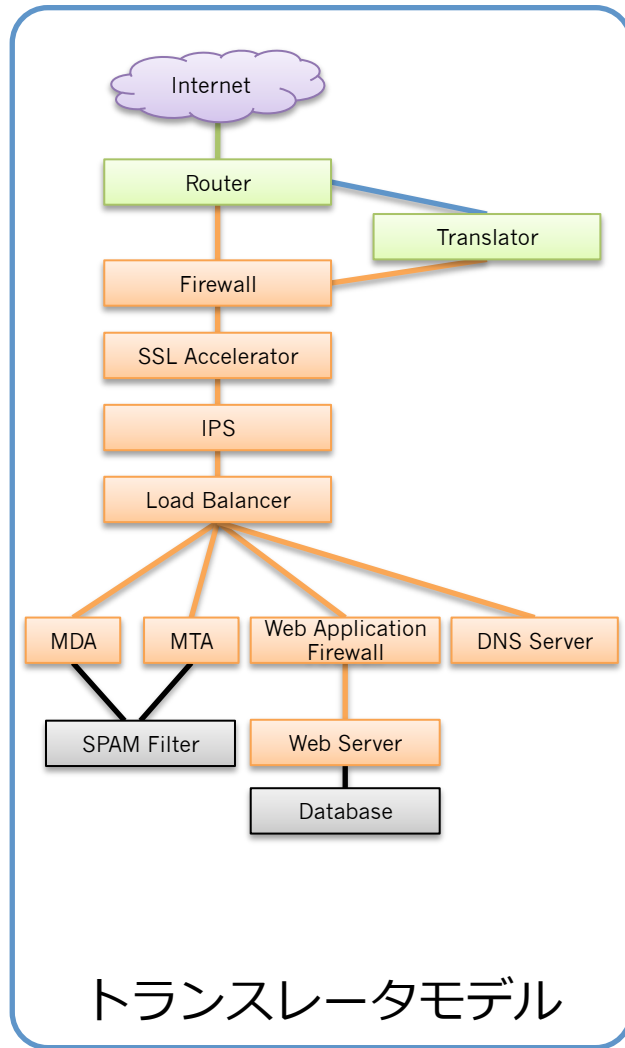 Internet
Router
Translator
Firewall
SSL Accelerator
IPS
Load Balancer
MDA
MTA
Web Application
Firewall
DNS Server
SPAM Filter
Web Server
Database
トランスレータモデル